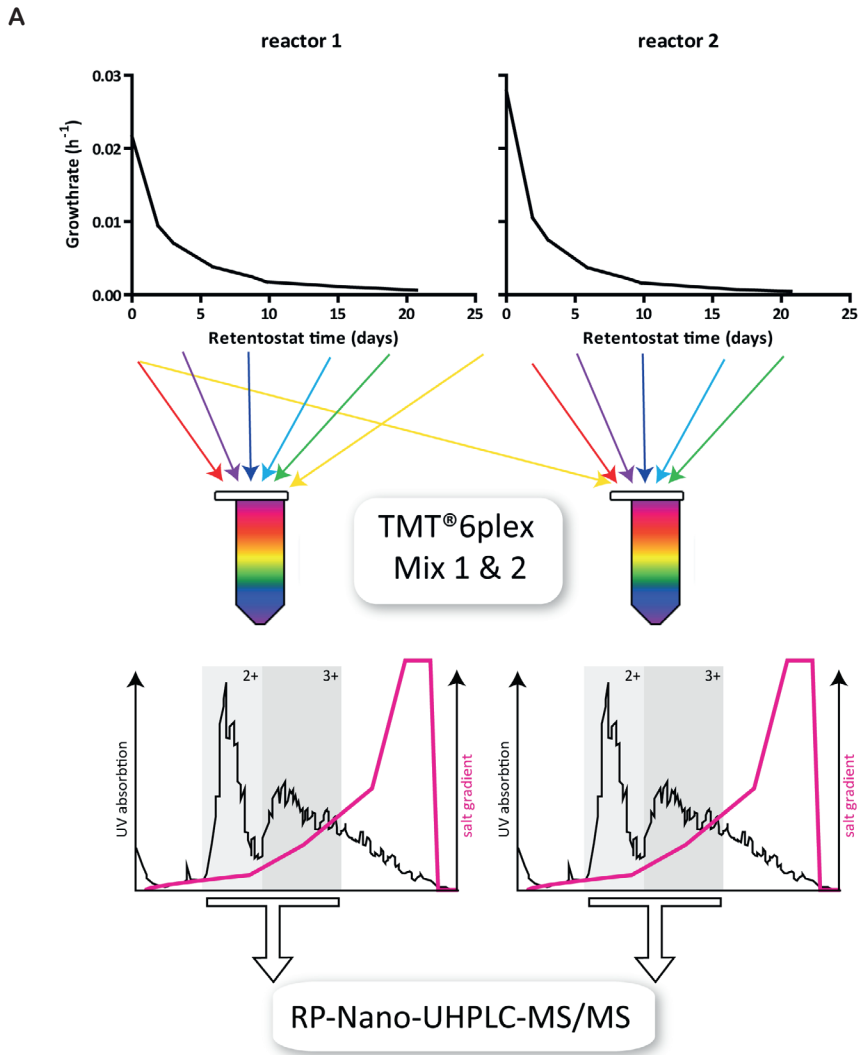 A
reactor 1
reactor 2
Growthrate (h⁻¹)
0.03
0.02
0.01
0.00
0 5 10 15 20 25
0 5 10 15 20 25
Retentostat time (days)
Retentostat time (days)
TMT®6plex
Mix 1 & 2
2+ 3+
2+ 3+
UV absorbtion
salt gradient
UV absorbtion
salt gradient
RP-Nano-UHPLC-MS/MS